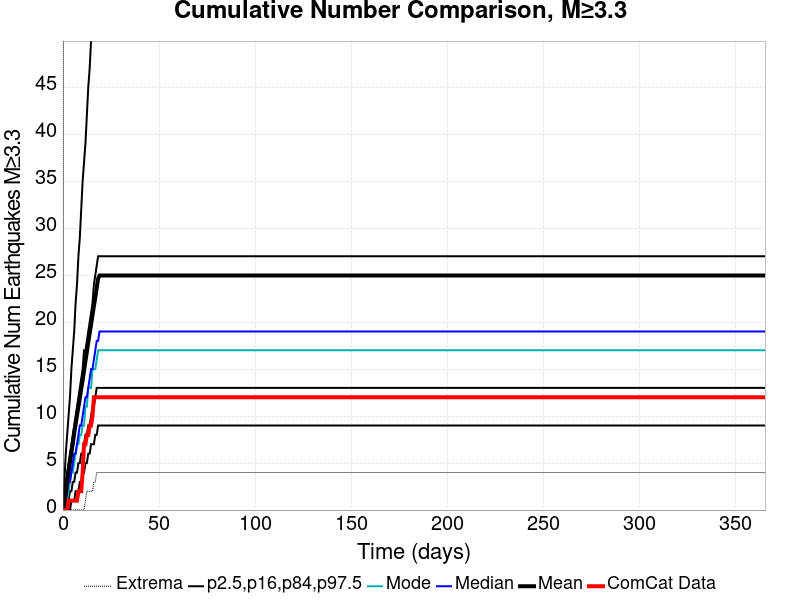 Cumulative Number Comparison, M≥3.3
Cumulative Num Earthquakes M≥3.3
45
40
35
30
25
20
15
10
5
0
0 50 100 150 200 250 300 350
Time (days)
Extrema p2.5,p16,p84,p97.5 Mode Median Mean ComCat Data